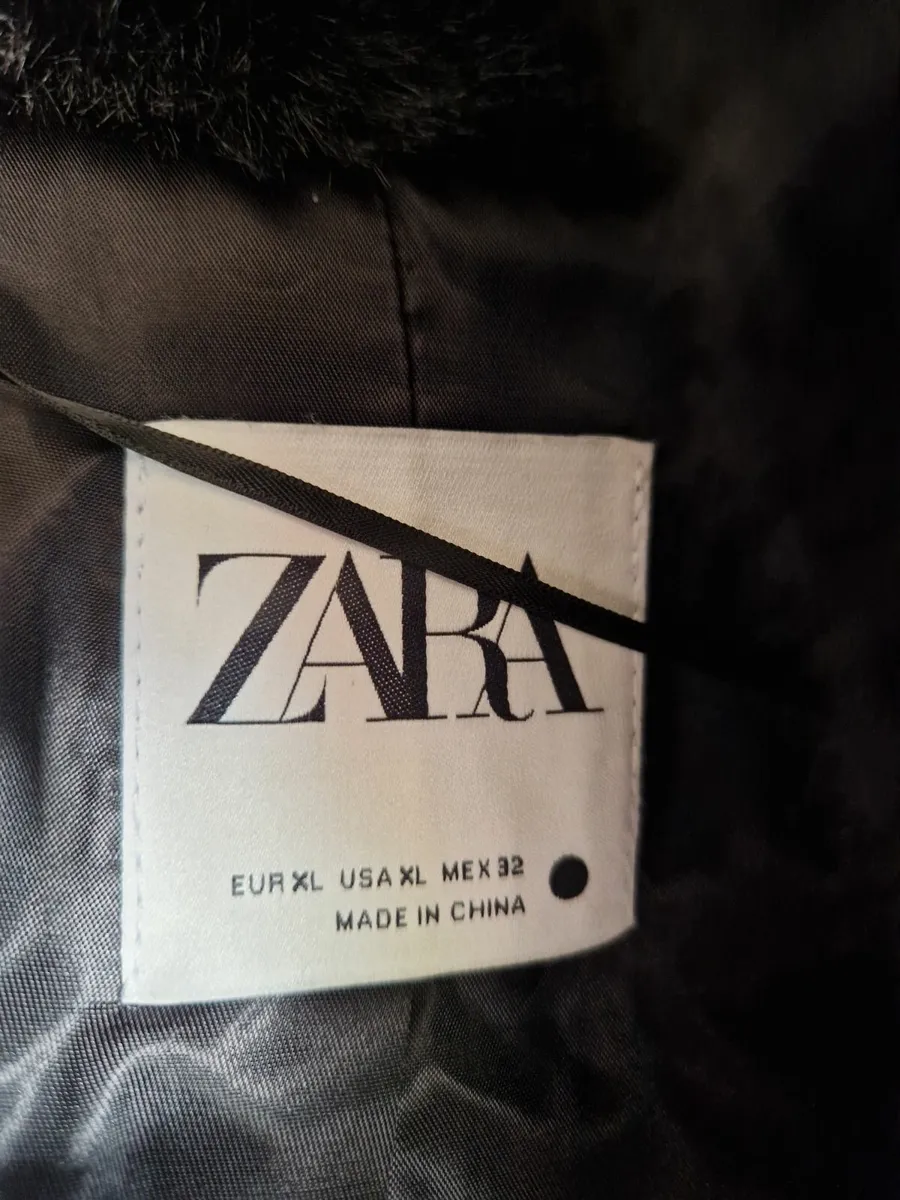 ZARA
EUR XL USA XL MEX 32
MADE IN CHINA